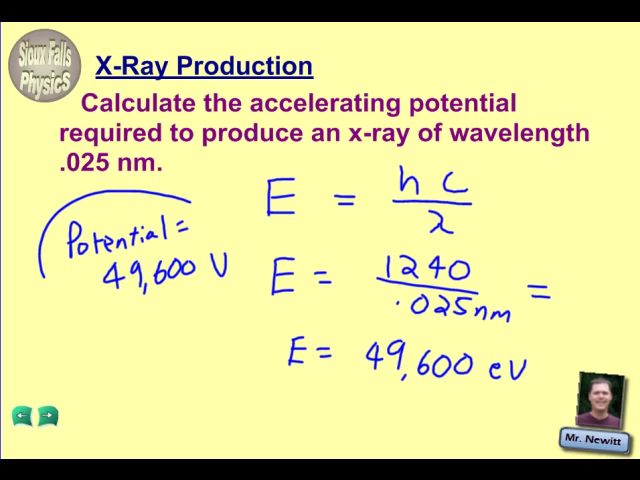 Sioux Falls
Physics
X-Ray Production
Calculate the accelerating potential
required to produce an x-ray of wavelength
.025 nm.
E = hc/λ
Potential =
49,600 V
E = 1240/.025nm =
E = 49,600 eV
Mr. Newitt